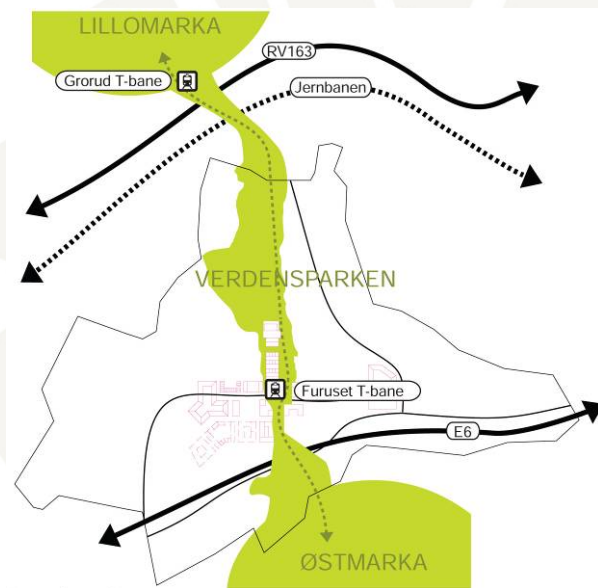 LILLOMARKA
RV163
Grorud T-bane
Jernbanen
VERDENSPARKEN
Furuset T-bane
E6
ØSTMARKA